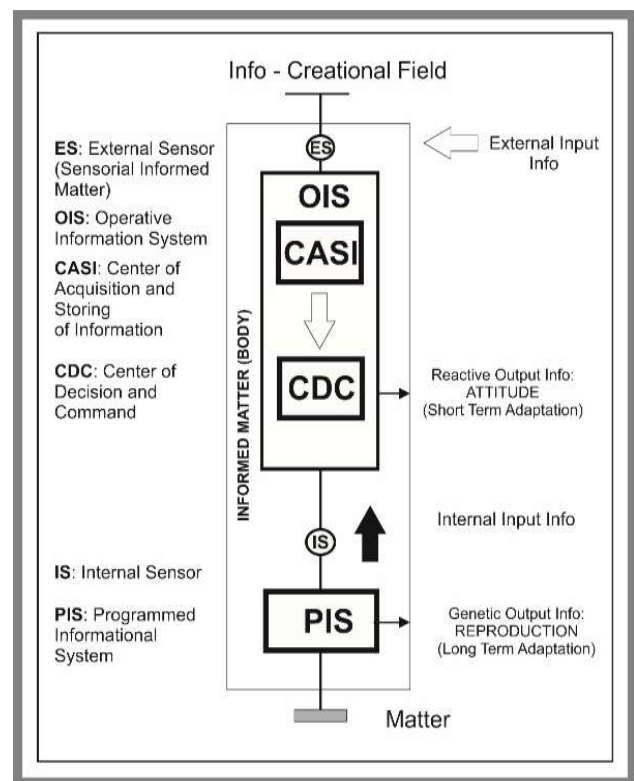 Info - Creational Field
ES: External Sensor
(Sensorial Informed
Matter)
OIS: Operative
Information System
CASI: Center of
Acquisition and
Storing
of Information
CDC: Center of
Decision and
Command
IS: Internal Sensor
PIS: Programmed
Informational
System
INFORMED MATTER (BODY)
ES
OIS
CASI
CDC
IS
PIS
External Input
Info
Reactive Output Info:
ATTITUDE
(Short Term Adaptation)
Internal Input Info
Genetic Output Info:
REPRODUCTION
(Long Term Adaptation)
Matter